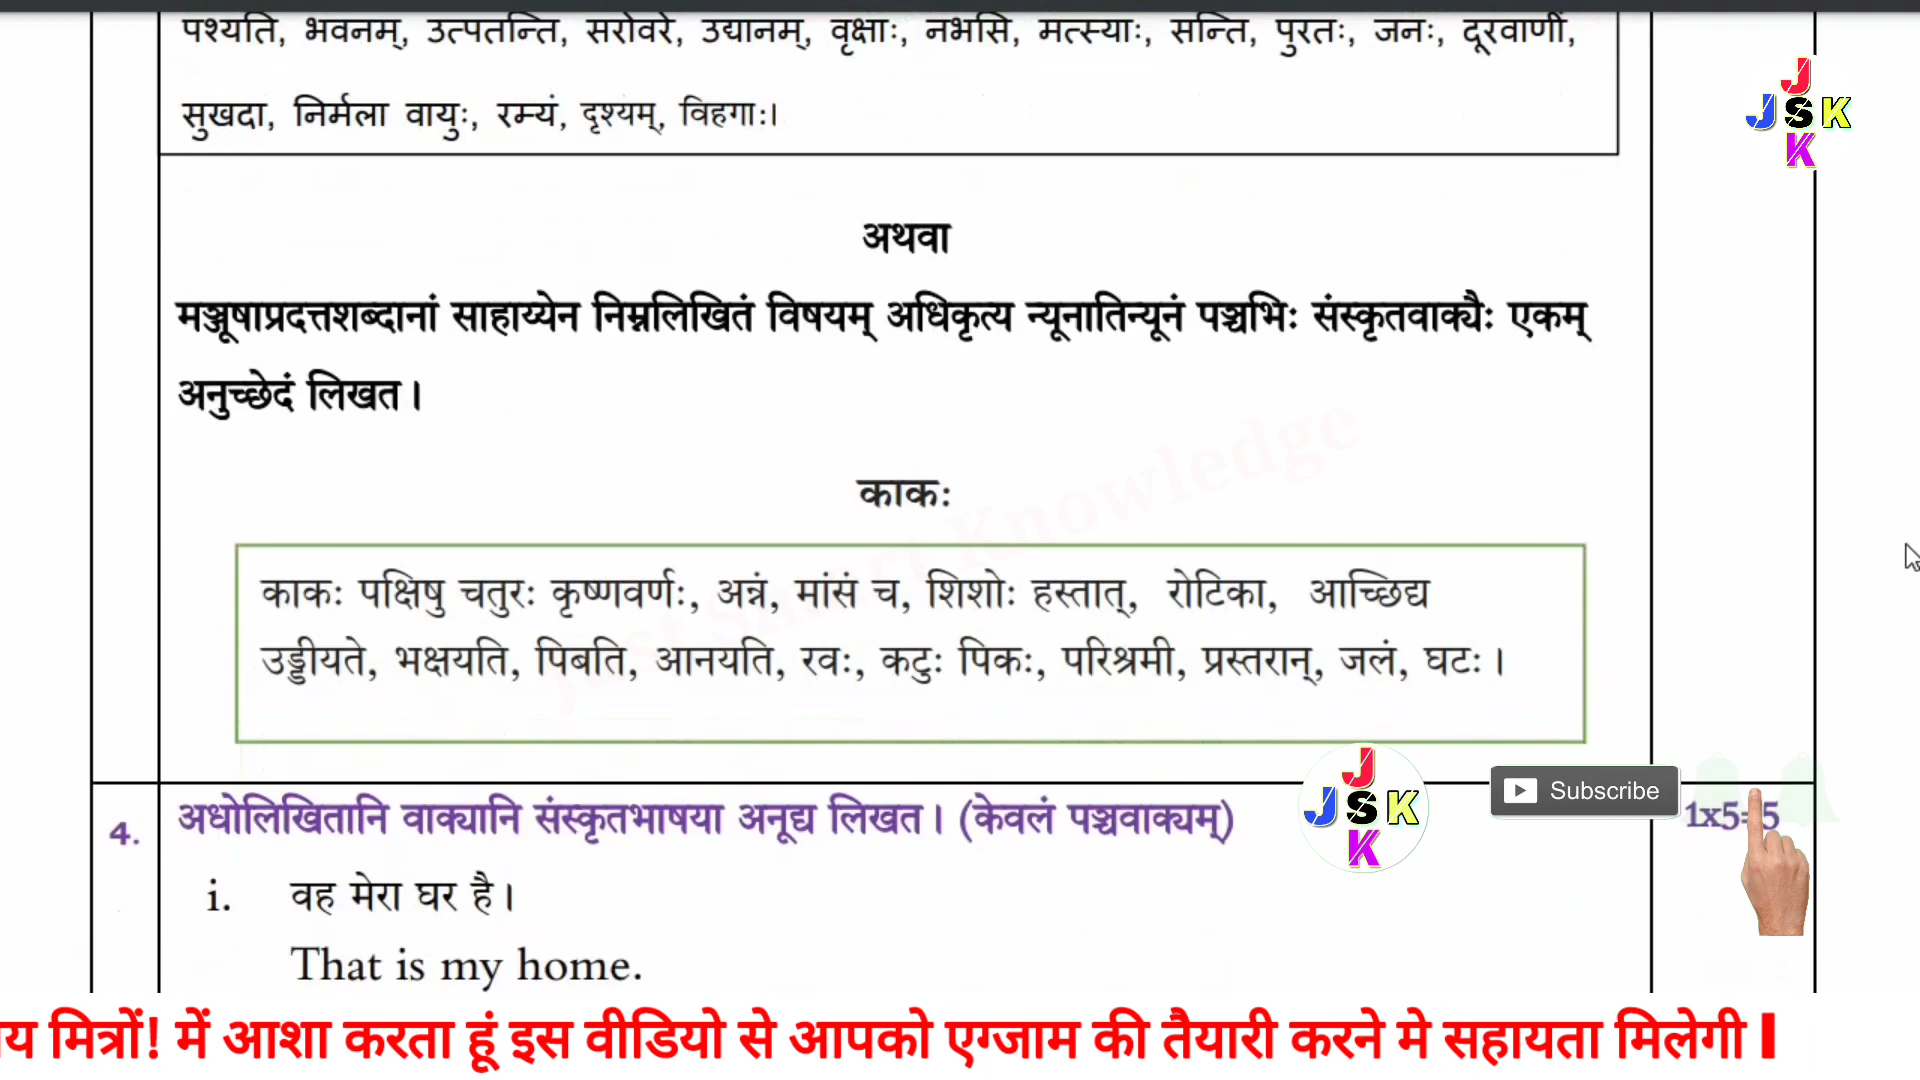 पश्यति, भवनम्, उत्पतन्ति, सरोवरे, उद्यानम्, वृक्षाः, नभसि, मत्स्याः, सन्ति, पुरतः, जनः, दूरवाणी,
सुखदा, निर्मला वायुः, रम्यं, दृश्यम्, विहगाः।
J
J S K
K
अथवा
मञ्जूषाप्रदत्तशब्दानां साहाय्येन निम्नलिखितं विषयम् अधिकृत्य न्यूनातिन्यूनं पञ्चभिः संस्कृतवाक्यैः एकम्
अनुच्छेदं लिखत।
काकः
Just Smart Knowledge
काकः पक्षिषु चतुरः कृष्णवर्णः, अन्नं, मांसं च, शिशोः हस्तात्, रोटिका, आच्छिद्य
उड्डीयते, भक्षयति, पिबति, आनयति, रवः, कटुः पिकः, परिश्रमी, प्रस्तरान्, जलं, घटः।
4. अधोलिखितानि वाक्यानि संस्कृतभाषया अनूद्य लिखत। (केवलं पञ्चवाक्यम्) 1x5=5
J
J S K
K
Subscribe
i. वह मेरा घर है।
That is my home.
य मित्रों! में आशा करता हूं इस वीडियो से आपको एग्जाम की तैयारी करने मे सहायता मिलेगी।